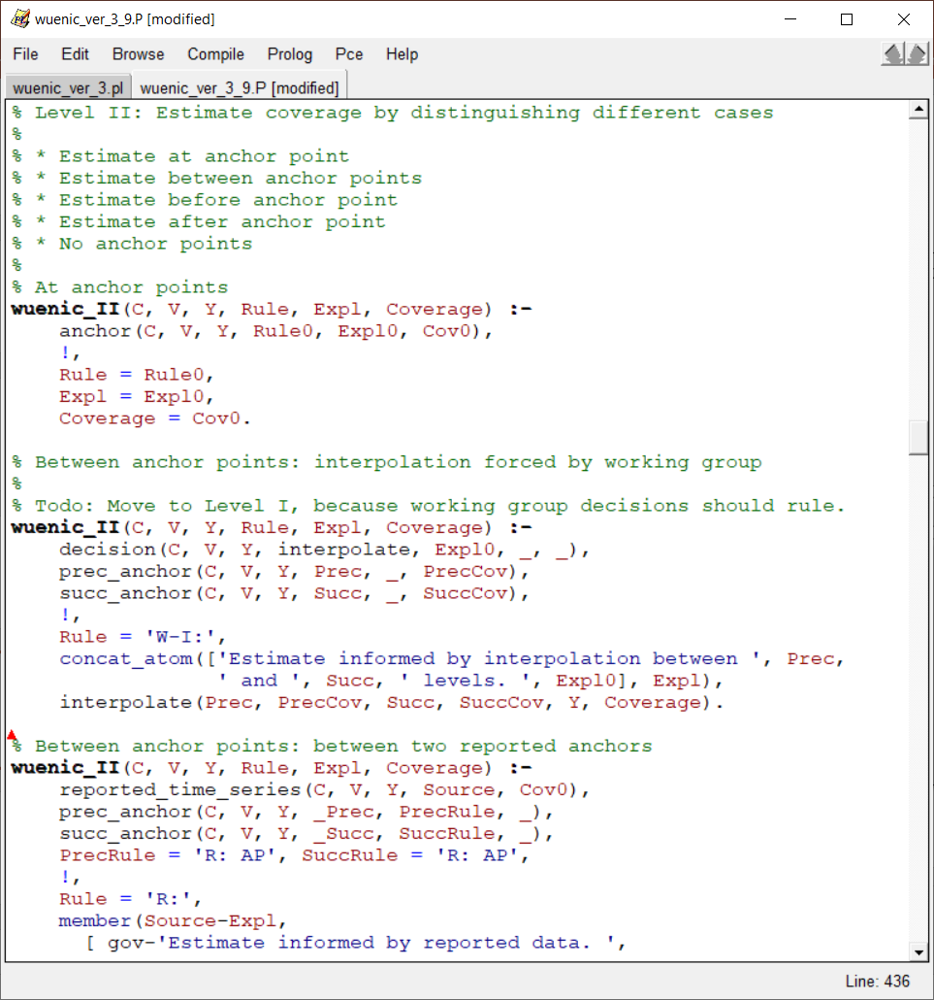 wuenic_ver_3_9.P [modified]
File Edit Browse Compile Prolog Pce Help
wuenic_ver_3.pl wuenic_ver_3_9.P [modified]
% Level II: Estimate coverage by distinguishing different cases
%
% * Estimate at anchor point
% * Estimate between anchor points
% * Estimate before anchor point
% * Estimate after anchor point
% * No anchor points
%
% At anchor points
wuenic_II(C, V, Y, Rule, Expl, Coverage) :-
    anchor(C, V, Y, Rule0, Expl0, Cov0),
    !,
    Rule = Rule0,
    Expl = Expl0,
    Coverage = Cov0.

% Between anchor points: interpolation forced by working group
%
% Todo: Move to Level I, because working group decisions should rule.
wuenic_II(C, V, Y, Rule, Expl, Coverage) :-
    decision(C, V, Y, interpolate, Expl0, _, _),
    prec_anchor(C, V, Y, Prec, _, PrecCov),
    succ_anchor(C, V, Y, Succ, _, SuccCov),
    !,
    Rule = 'W-I:',
    concat_atom(['Estimate informed by interpolation between ', Prec,
                 ' and ', Succ, ' levels. ', Expl0], Expl),
    interpolate(Prec, PrecCov, Succ, SuccCov, Y, Coverage).

% Between anchor points: between two reported anchors
wuenic_II(C, V, Y, Rule, Expl, Coverage) :-
    reported_time_series(C, V, Y, Source, Cov0),
    prec_anchor(C, V, Y, _Prec, PrecRule, _),
    succ_anchor(C, V, Y, _Succ, SuccRule, _),
    PrecRule = 'R: AP', SuccRule = 'R: AP',
    !,
    Rule = 'R:',
    member(Source-Expl,
      [ gov-'Estimate informed by reported data. ',
Line: 436